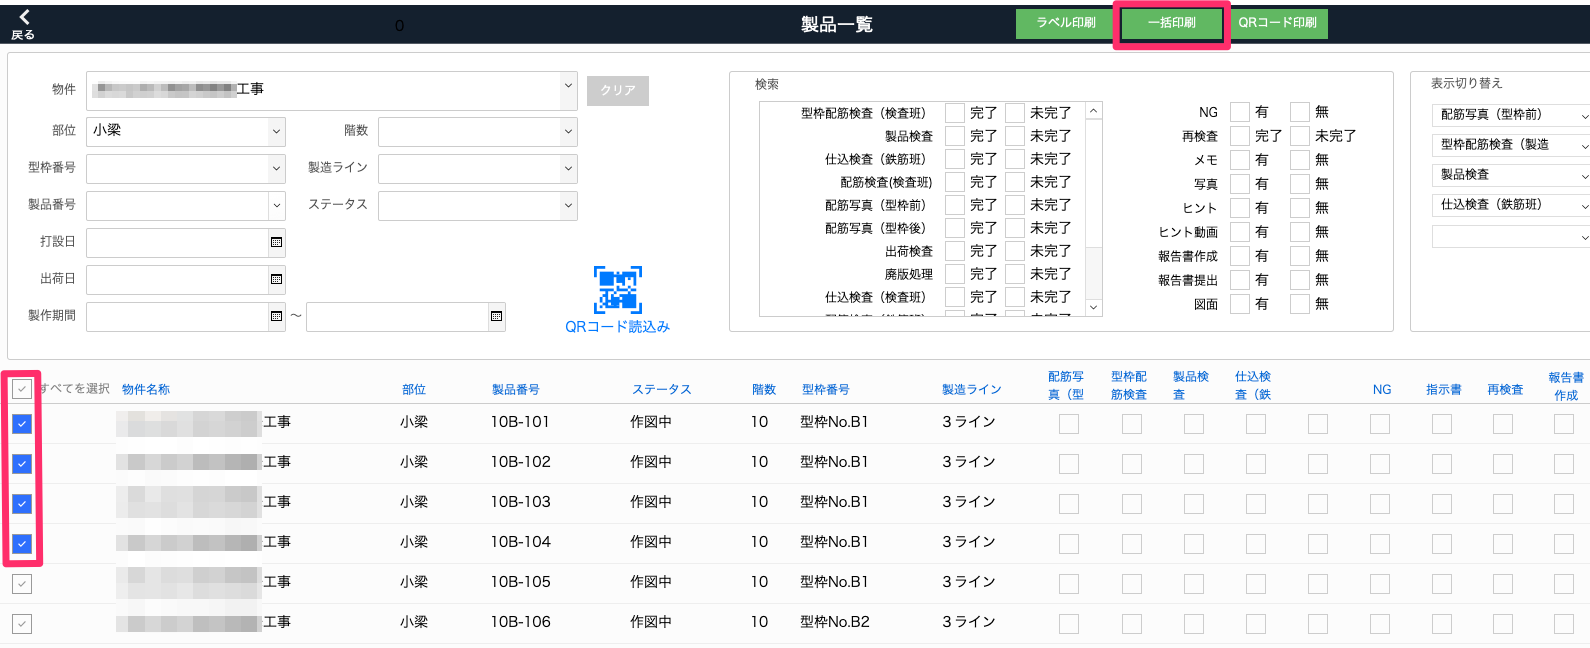 戻る
0
製品一覧
ラベル印刷
一括印刷
QRコード印刷
物件
工事
クリア
部位
小梁
階数
型枠番号
製造ライン
製品番号
ステータス
打設日
出荷日
製作期間
～
QRコード読込み
検索
型枠配筋検査（検査班） 完了 未完了
製品検査 完了 未完了
仕込検査（鉄筋班） 完了 未完了
配筋検査(検査班) 完了 未完了
配筋写真（型枠前） 完了 未完了
配筋写真（型枠後） 完了 未完了
出荷検査 完了 未完了
廃版処理 完了 未完了
仕込検査（検査班） 完了 未完了
NG 有 無
再検査 完了 未完了
メモ 有 無
写真 有 無
ヒント 有 無
ヒント動画 有 無
報告書作成 有 無
報告書提出 有 無
図面 有 無
表示切り替え
配筋写真（型枠前）
型枠配筋検査（製造
製品検査
仕込検査（鉄筋班）
すべてを選択 物件名称 部位 製品番号 ステータス 階数 型枠番号 製造ライン 配筋写真（型 型枠配筋検査 製品検査 仕込検査（鉄 NG 指示書 再検査 報告書作成
工事 小梁 10B-101 作図中 10 型枠No.B1 3ライン
工事 小梁 10B-102 作図中 10 型枠No.B1 3ライン
工事 小梁 10B-103 作図中 10 型枠No.B1 3ライン
工事 小梁 10B-104 作図中 10 型枠No.B1 3ライン
工事 小梁 10B-105 作図中 10 型枠No.B1 3ライン
工事 小梁 10B-106 作図中 10 型枠No.B2 3ライン